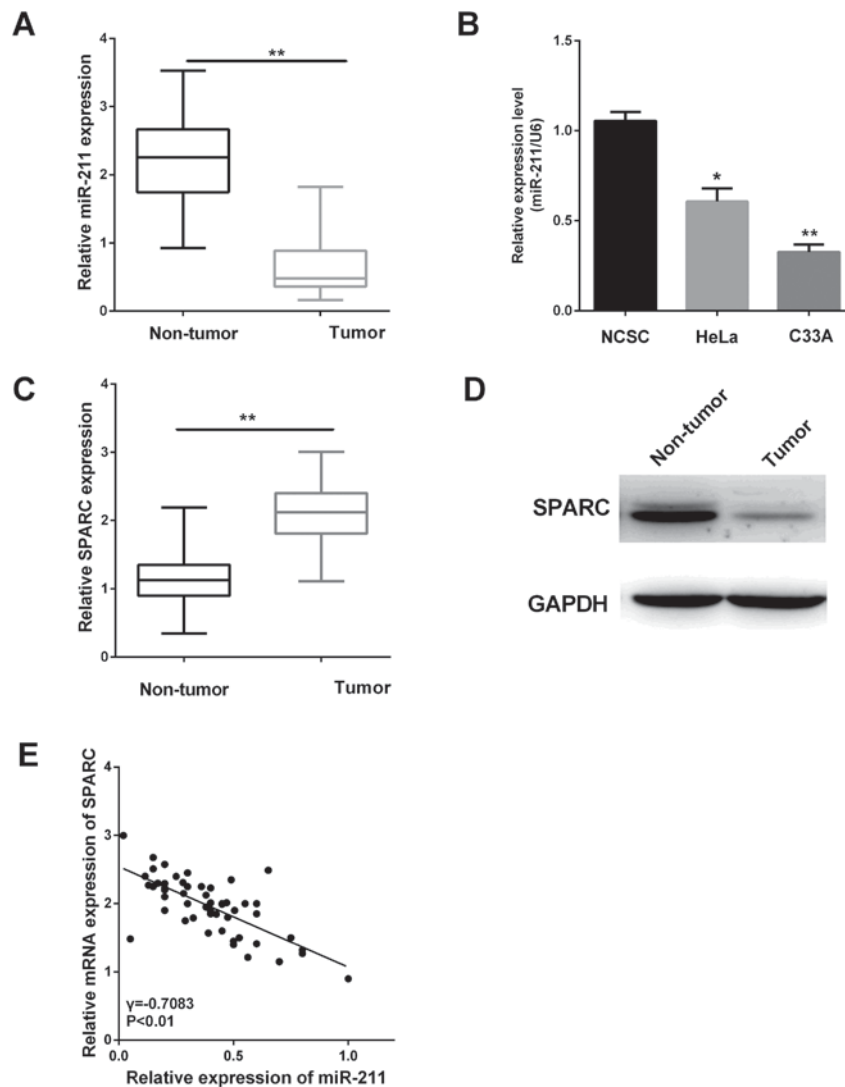 A
Relative miR-211 expression
4
3
2
1
0
**
Non-tumor Tumor
B
Relative expression level
(miR-211/U6)
1.5
1.0
0.5
0.0
*
**
NCSC HeLa C33A
C
Relative SPARC expression
4
3
2
1
0
**
Non-tumor Tumor
D
Non-tumor Tumor
SPARC
GAPDH
E
Relative mRNA expression of SPARC
4
3
2
1
0
γ=-0.7083
P<0.01
0.0 0.5 1.0
Relative expression of miR-211